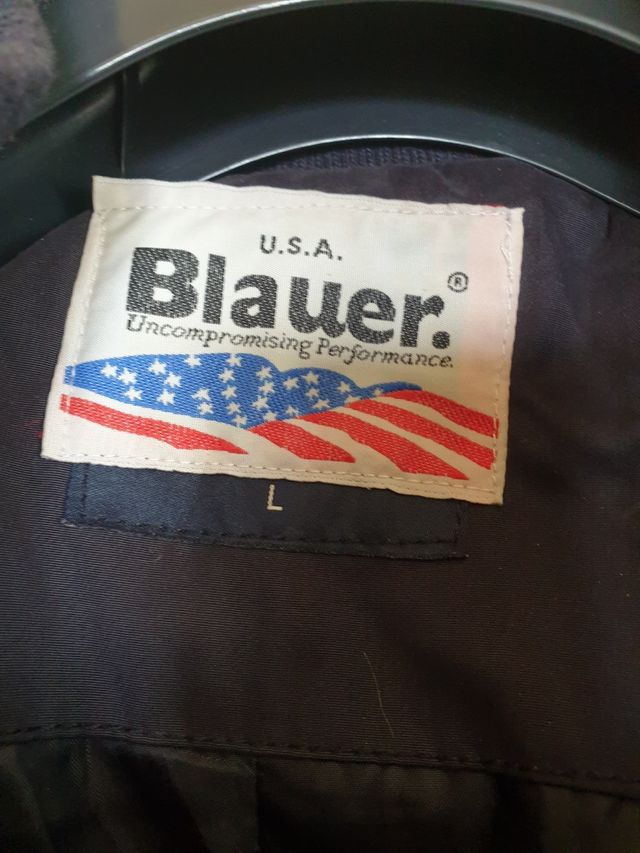 U.S.A.
Blauer.®
Uncompromising Performance.
L